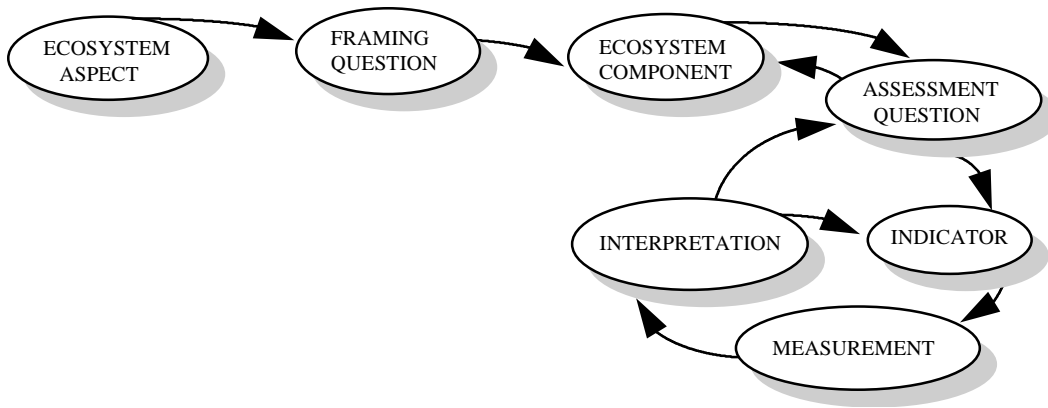 ECOSYSTEM
ASPECT
FRAMING
QUESTION
ECOSYSTEM
COMPONENT
ASSESSMENT
QUESTION
INTERPRETATION
INDICATOR
MEASUREMENT